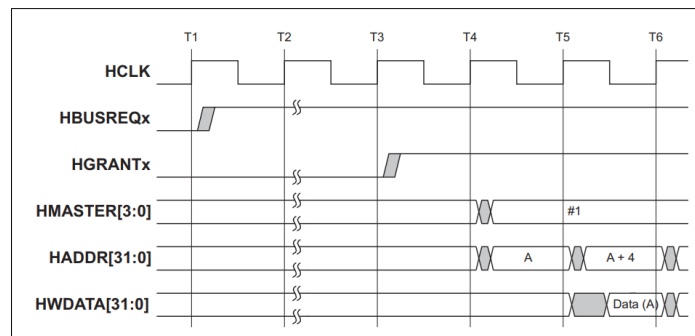 T1 T2 T3 T4 T5 T6
HCLK
HBUSREQx
HGRANTx
HMASTER[3:0] #1
HADDR[31:0] A A + 4
HWDATA[31:0] Data (A)